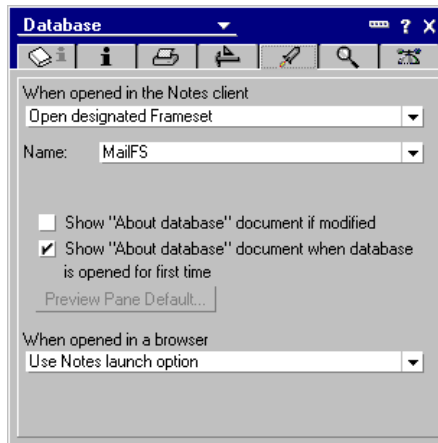 Database
When opened in the Notes client
Open designated Frameset
Name: MailFS
Show "About database" document if modified
Show "About database" document when database
is opened for first time
Preview Pane Default...
When opened in a browser
Use Notes launch option